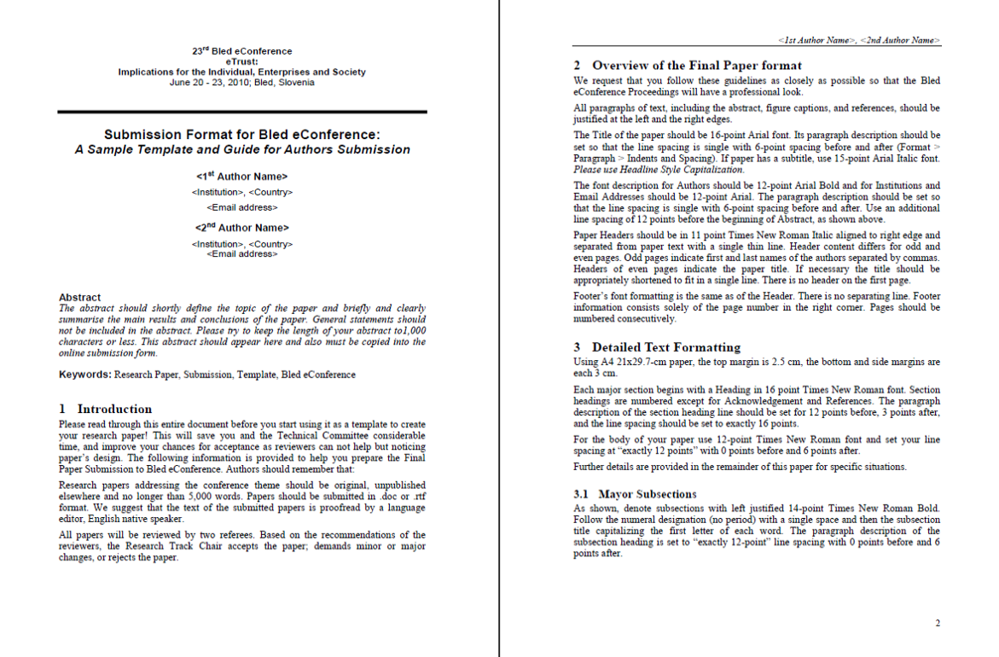 23rd Bled eConference
eTrust:
Implications for the Individual, Enterprises and Society
June 20 - 23, 2010; Bled, Slovenia
Submission Format for Bled eConference:
A Sample Template and Guide for Authors Submission
<1st Author Name>
<Institution>, <Country>
<Email address>
<2nd Author Name>
<Institution>, <Country>
<Email address>
Abstract
The abstract should shortly define the topic of the paper and briefly and clearly
summarise the main results and conclusions of the paper. General statements should
not be included in the abstract. Please try to keep the length of your abstract to1,000
characters or less. This abstract should appear here and also must be copied into the
online submission form.
Keywords: Research Paper, Submission, Template, Bled eConference
1 Introduction
Please read through this entire document before you start using it as a template to create
your research paper! This will save you and the Technical Committee considerable
time, and improve your chances for acceptance as reviewers can not help but noticing
paper's design. The following information is provided to help you prepare the Final
Paper Submission to Bled eConference. Authors should remember that:
Research papers addressing the conference theme should be original, unpublished
elsewhere and no longer than 5,000 words. Papers should be submitted in .doc or .rtf
format. We suggest that the text of the submitted papers is proofread by a language
editor, English native speaker.
All papers will be reviewed by two referees. Based on the recommendations of the
reviewers, the Research Track Chair accepts the paper; demands minor or major
changes, or rejects the paper.
<1st Author Name>, <2nd Author Name>
2 Overview of the Final Paper format
We request that you follow these guidelines as closely as possible so that the Bled
eConference Proceedings will have a professional look.
All paragraphs of text, including the abstract, figure captions, and references, should be
justified at the left and the right edges.
The Title of the paper should be 16-point Arial font. Its paragraph description should be
set so that the line spacing is single with 6-point spacing before and after (Format >
Paragraph > Indents and Spacing). If paper has a subtitle, use 15-point Arial Italic font.
Please use Headline Style Capitalization.
The font description for Authors should be 12-point Arial Bold and for Institutions and
Email Addresses should be 12-point Arial. The paragraph description should be set so
that the line spacing is single with 6-point spacing before and after. Use an additional
line spacing of 12 points before the beginning of Abstract, as shown above.
Paper Headers should be in 11 point Times New Roman Italic aligned to right edge and
separated from paper text with a single thin line. Header content differs for odd and
even pages. Odd pages indicate first and last names of the authors separated by commas.
Headers of even pages indicate the paper title. If necessary the title should be
appropriately shortened to fit in a single line. There is no header on the first page.
Footer's font formatting is the same as of the Header. There is no separating line. Footer
information consists solely of the page number in the right corner. Pages should be
numbered consecutively.
3 Detailed Text Formatting
Using A4 21x29.7-cm paper, the top margin is 2.5 cm, the bottom and side margins are
each 3 cm.
Each major section begins with a Heading in 16 point Times New Roman font. Section
headings are numbered except for Acknowledgement and References. The paragraph
description of the section heading line should be set for 12 points before, 3 points after,
and the line spacing should be set to exactly 16 points.
For the body of your paper use 12-point Times New Roman font and set your line
spacing at "exactly 12 points" with 0 points before and 6 points after.
Further details are provided in the remainder of this paper for specific situations.
3.1 Mayor Subsections
As shown, denote subsections with left justified 14-point Times New Roman Bold.
Follow the numeral designation (no period) with a single space and then the subsection
title capitalizing the first letter of each word. The paragraph description of the
subsection heading is set to "exactly 12-point" line spacing with 0 points before and 6
points after.
2